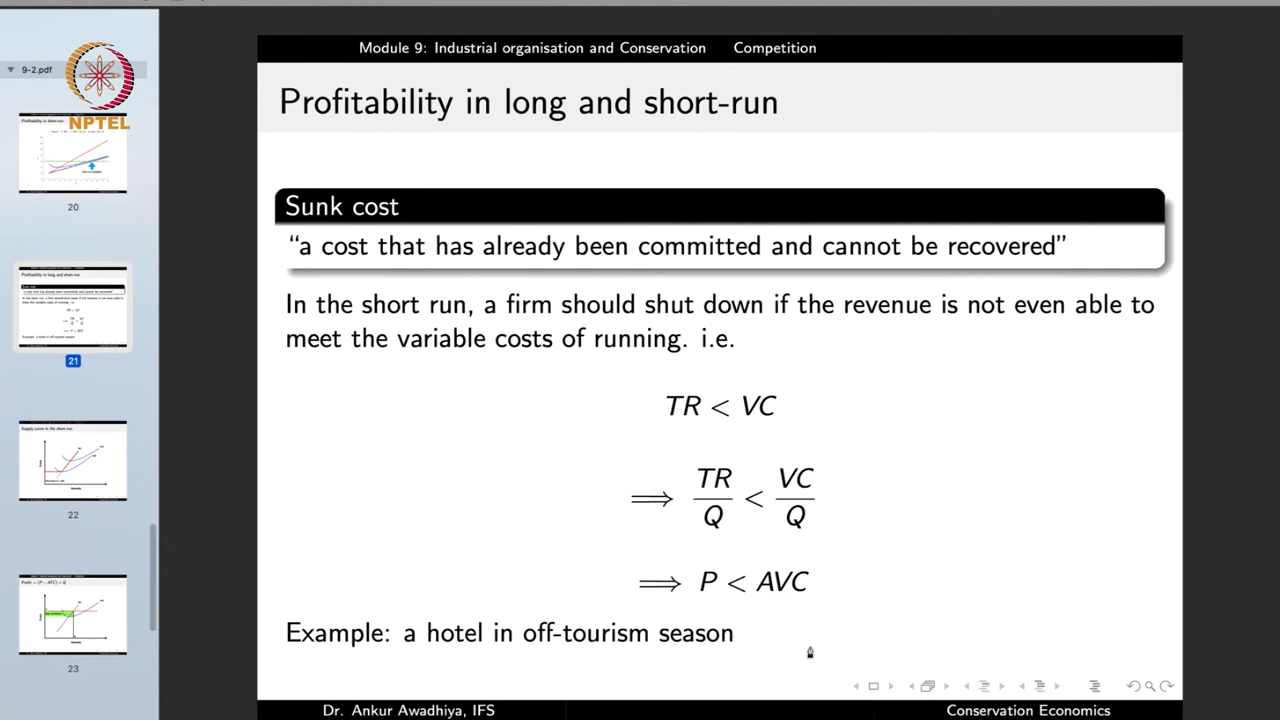 9-2.pdf
NPTEL
20
21
22
23
Module 9: Industrial organisation and Conservation Competition
Profitability in long and short-run
Sunk cost
“a cost that has already been committed and cannot be recovered”
In the short run, a firm should shut down if the revenue is not even able to
meet the variable costs of running. i.e.
TR < VC
⟹ TR/Q < VC/Q
⟹ P < AVC
Example: a hotel in off-tourism season
Dr. Ankur Awadhiya, IFS Conservation Economics